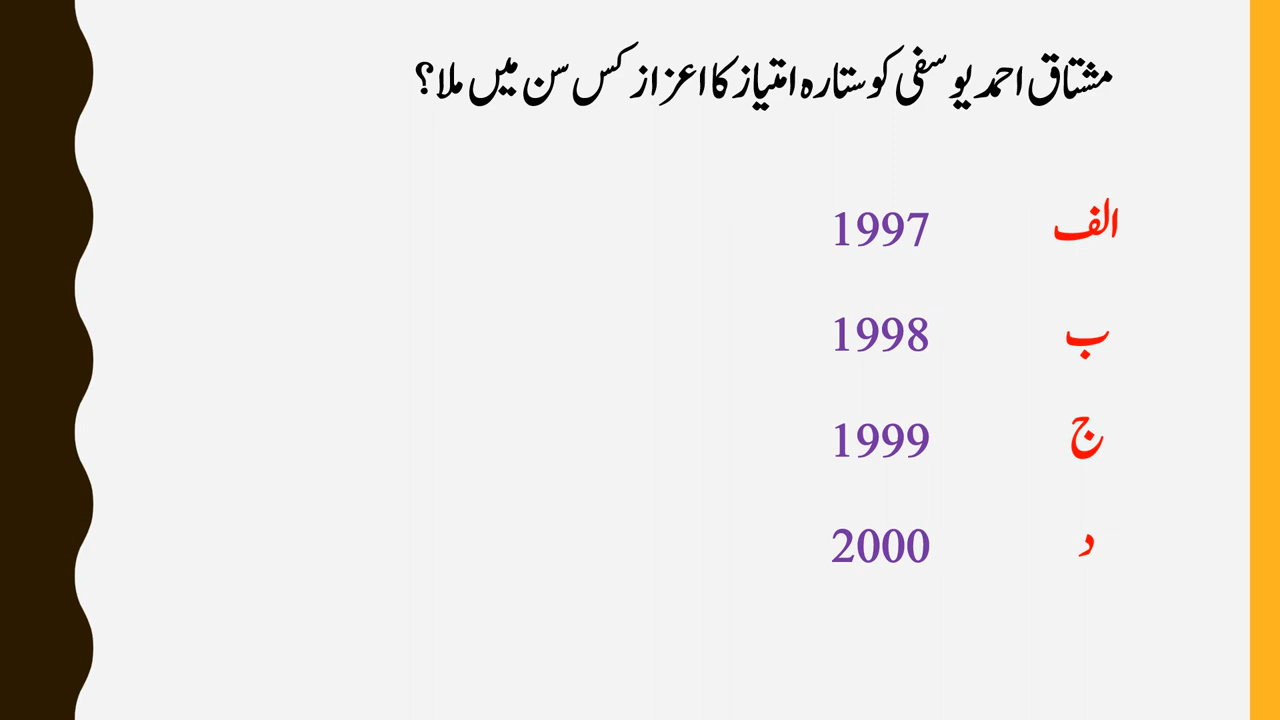 مشتاق احمد یوسفی کو ستارہ امتیاز کا اعزاز کس سن میں ملا؟
الف 1997
ب 1998
ج 1999
د 2000